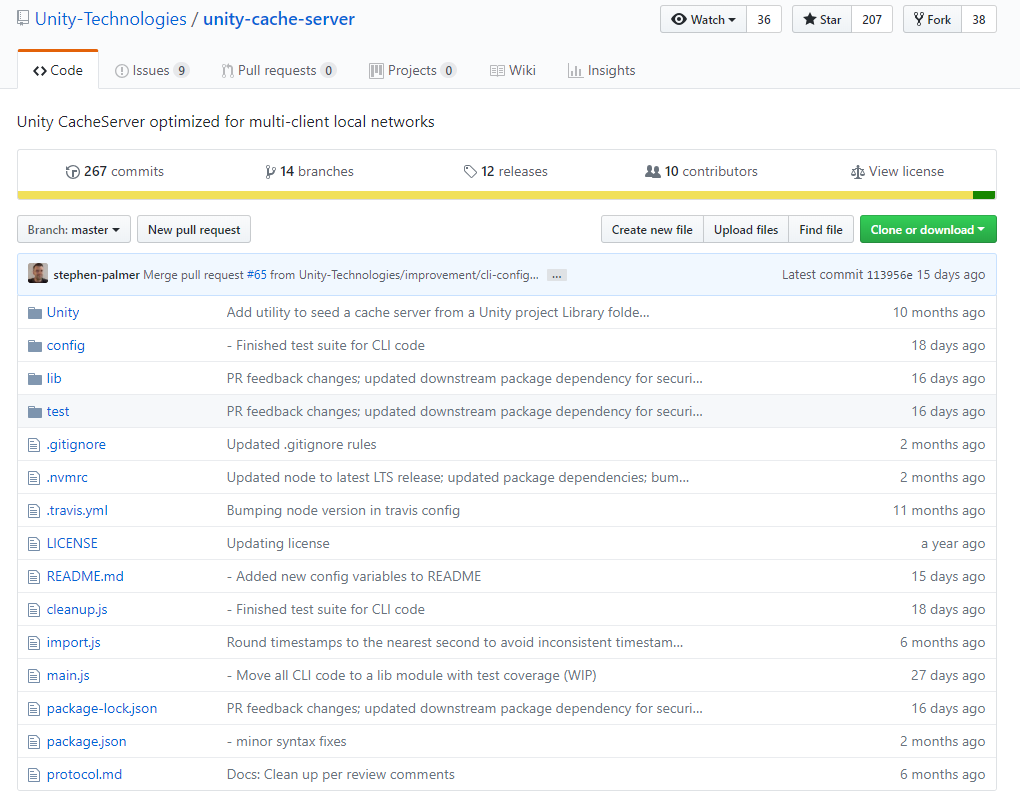 Unity-Technologies / unity-cache-server Watch 36 Star 207 Fork 38
Code Issues 9 Pull requests 0 Projects 0 Wiki Insights
Unity CacheServer optimized for multi-client local networks
267 commits 14 branches 12 releases 10 contributors View license
Branch: master New pull request Create new file Upload files Find file Clone or download
stephen-palmer Merge pull request #65 from Unity-Technologies/improvement/cli-config... ... Latest commit 113956e 15 days ago
Unity Add utility to seed a cache server from a Unity project Library folde... 10 months ago
config - Finished test suite for CLI code 18 days ago
lib PR feedback changes; updated downstream package dependency for securi... 16 days ago
test PR feedback changes; updated downstream package dependency for securi... 16 days ago
.gitignore Updated .gitignore rules 2 months ago
.nvmrc Updated node to latest LTS release; updated package dependencies; bum... 2 months ago
.travis.yml Bumping node version in travis config 11 months ago
LICENSE Updating license a year ago
README.md - Added new config variables to README 15 days ago
cleanup.js - Finished test suite for CLI code 18 days ago
import.js Round timestamps to the nearest second to avoid inconsistent timestam... 6 months ago
main.js - Move all CLI code to a lib module with test coverage (WIP) 27 days ago
package-lock.json PR feedback changes; updated downstream package dependency for securi... 16 days ago
package.json - minor syntax fixes 2 months ago
protocol.md Docs: Clean up per review comments 6 months ago